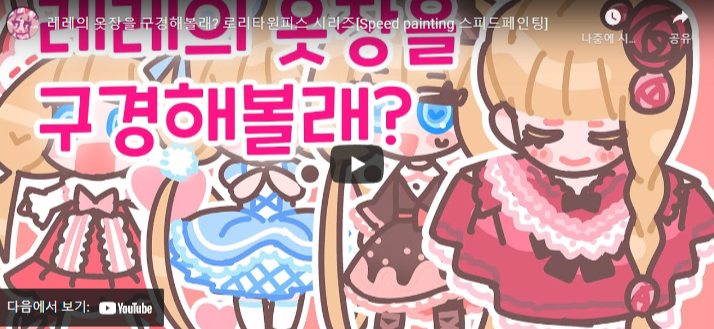 레레의 옷장을 구경해볼래? 로리타원피스 시리즈[Speed painting 스피드페인팅]
나중에 시...
공유
레레의 옷장을
구경해볼래?
다음에서 보기: YouTube